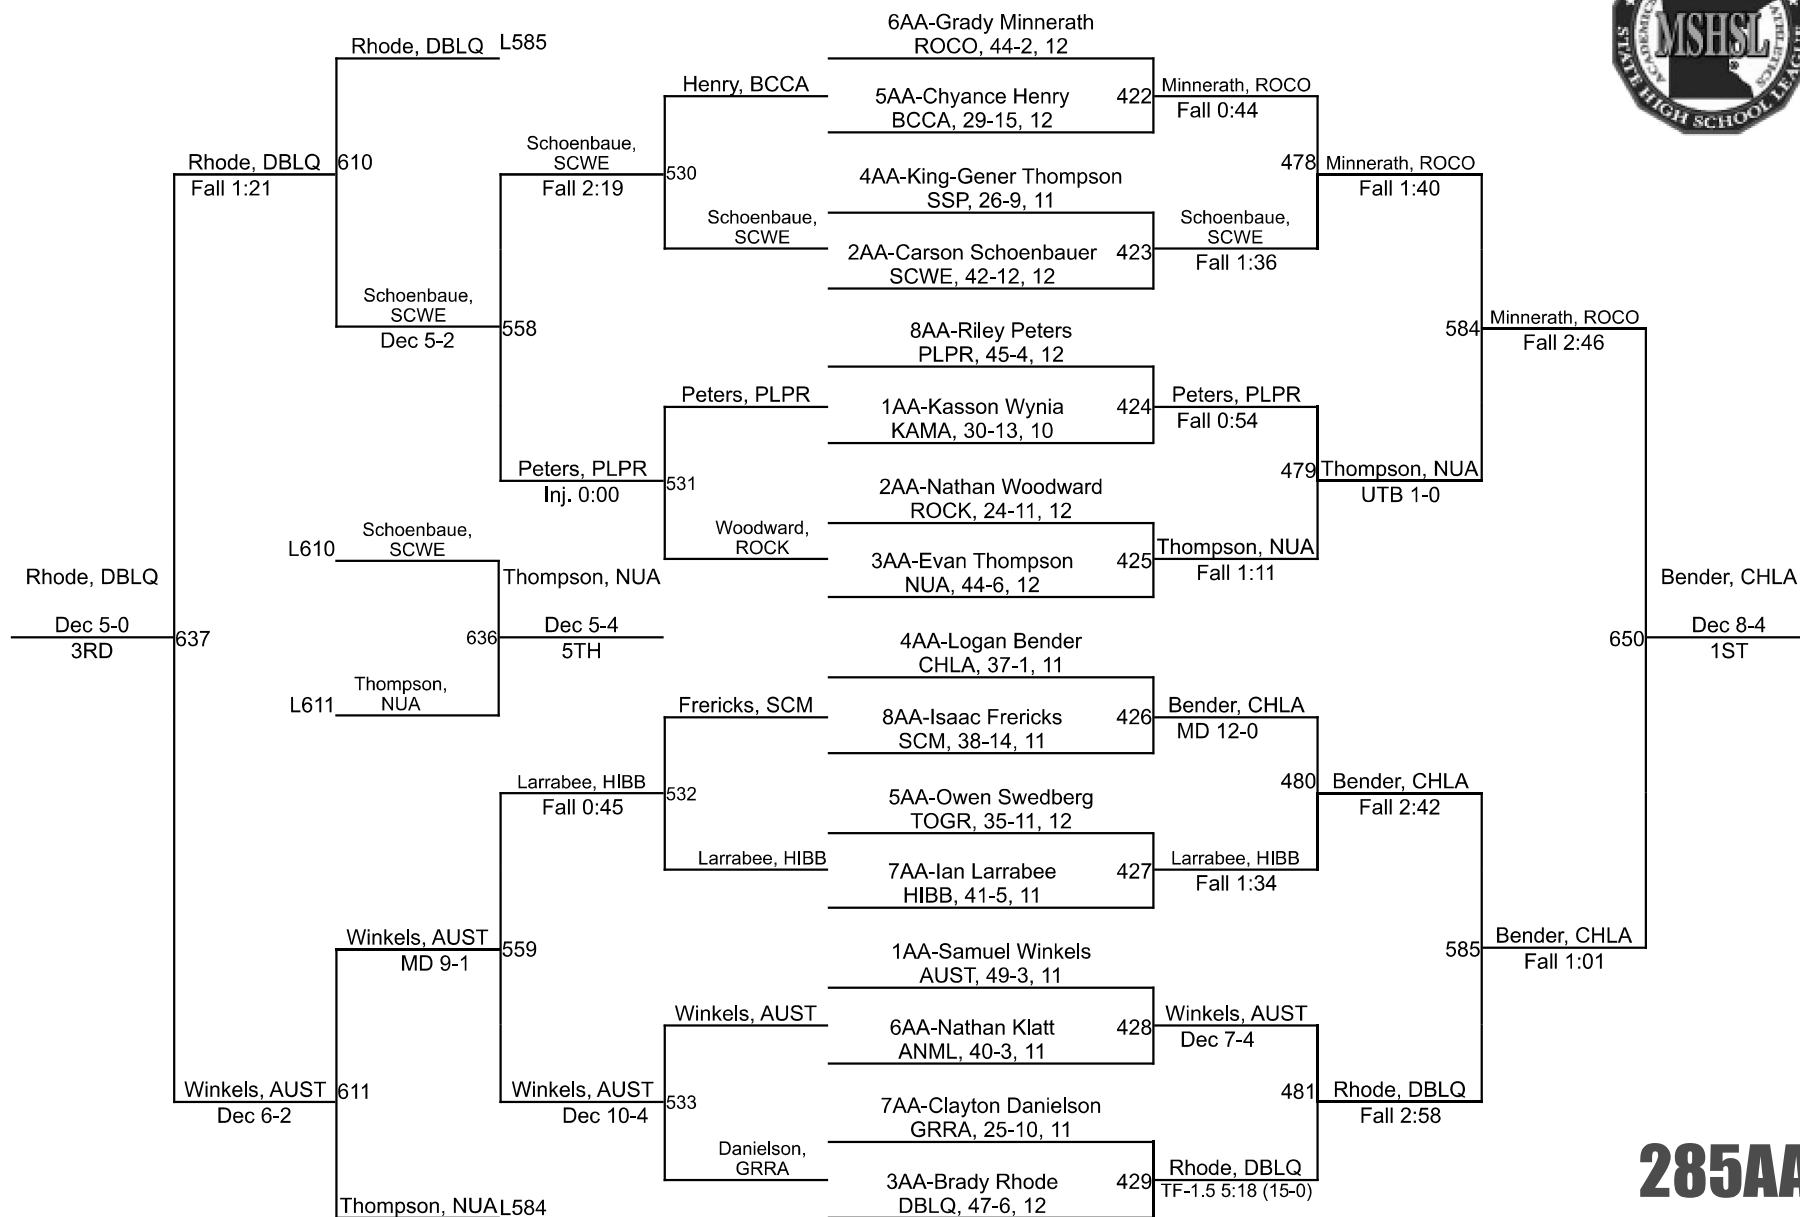 Rhode, DBLQ L585
Rhode, DBLQ 610
Fall 1:21
Schoenbaue,
SCWE
Fall 2:19
530
Schoenbaue,
SCWE
Dec 5-2
558
Henry, BCCA
Schoenbaue,
SCWE
Peters, PLPR
Inj. 0:00
531
Peters, PLPR
Woodward,
ROCK
L610
Schoenbaue,
SCWE
Rhode, DBLQ
Dec 5-0
3RD
637
Thompson, NUA
636
Dec 5-4
5TH
L611
Thompson,
NUA
Frericks, SCM
Larrabee, HIBB
Fall 0:45
532
Larrabee, HIBB
Winkels, AUST
MD 9-1
559
Winkels, AUST
Winkels, AUST
Dec 6-2
611
Winkels, AUST
Dec 10-4
533
Danielson,
GRRA
Thompson, NUA L584
6AA-Grady Minnerath
ROCO, 44-2, 12
5AA-Chyance Henry
BCCA, 29-15, 12
422
4AA-King-Gener Thompson
SSP, 26-9, 11
2AA-Carson Schoenbauer
SCWE, 42-12, 12
423
8AA-Riley Peters
PLPR, 45-4, 12
1AA-Kasson Wynia
KAMA, 30-13, 10
424
2AA-Nathan Woodward
ROCK, 24-11, 12
3AA-Evan Thompson
NUA, 44-6, 12
425
4AA-Logan Bender
CHLA, 37-1, 11
8AA-Isaac Frericks
SCM, 38-14, 11
426
5AA-Owen Swedberg
TOGR, 35-11, 12
7AA-Ian Larrabee
HIBB, 41-5, 11
427
1AA-Samuel Winkels
AUST, 49-3, 11
6AA-Nathan Klatt
ANML, 40-3, 11
428
7AA-Clayton Danielson
GRRA, 25-10, 11
3AA-Brady Rhode
DBLQ, 47-6, 12
429
Minnerath, ROCO
Fall 0:44
478
Minnerath, ROCO
Fall 1:40
Schoenbaue,
SCWE
Fall 1:36
584
Minnerath, ROCO
Fall 2:46
Peters, PLPR
Fall 0:54
479
Thompson, NUA
UTB 1-0
Thompson, NUA
Fall 1:11
Bender, CHLA
650
Dec 8-4
1ST
Bender, CHLA
MD 12-0
480
Bender, CHLA
Fall 2:42
Larrabee, HIBB
Fall 1:34
585
Bender, CHLA
Fall 1:01
Winkels, AUST
Dec 7-4
481
Rhode, DBLQ
Fall 2:58
Rhode, DBLQ
TF-1.5 5:18 (15-0)
MSHSL
STATE HIGH SCHOOL LEAGUE
285AA